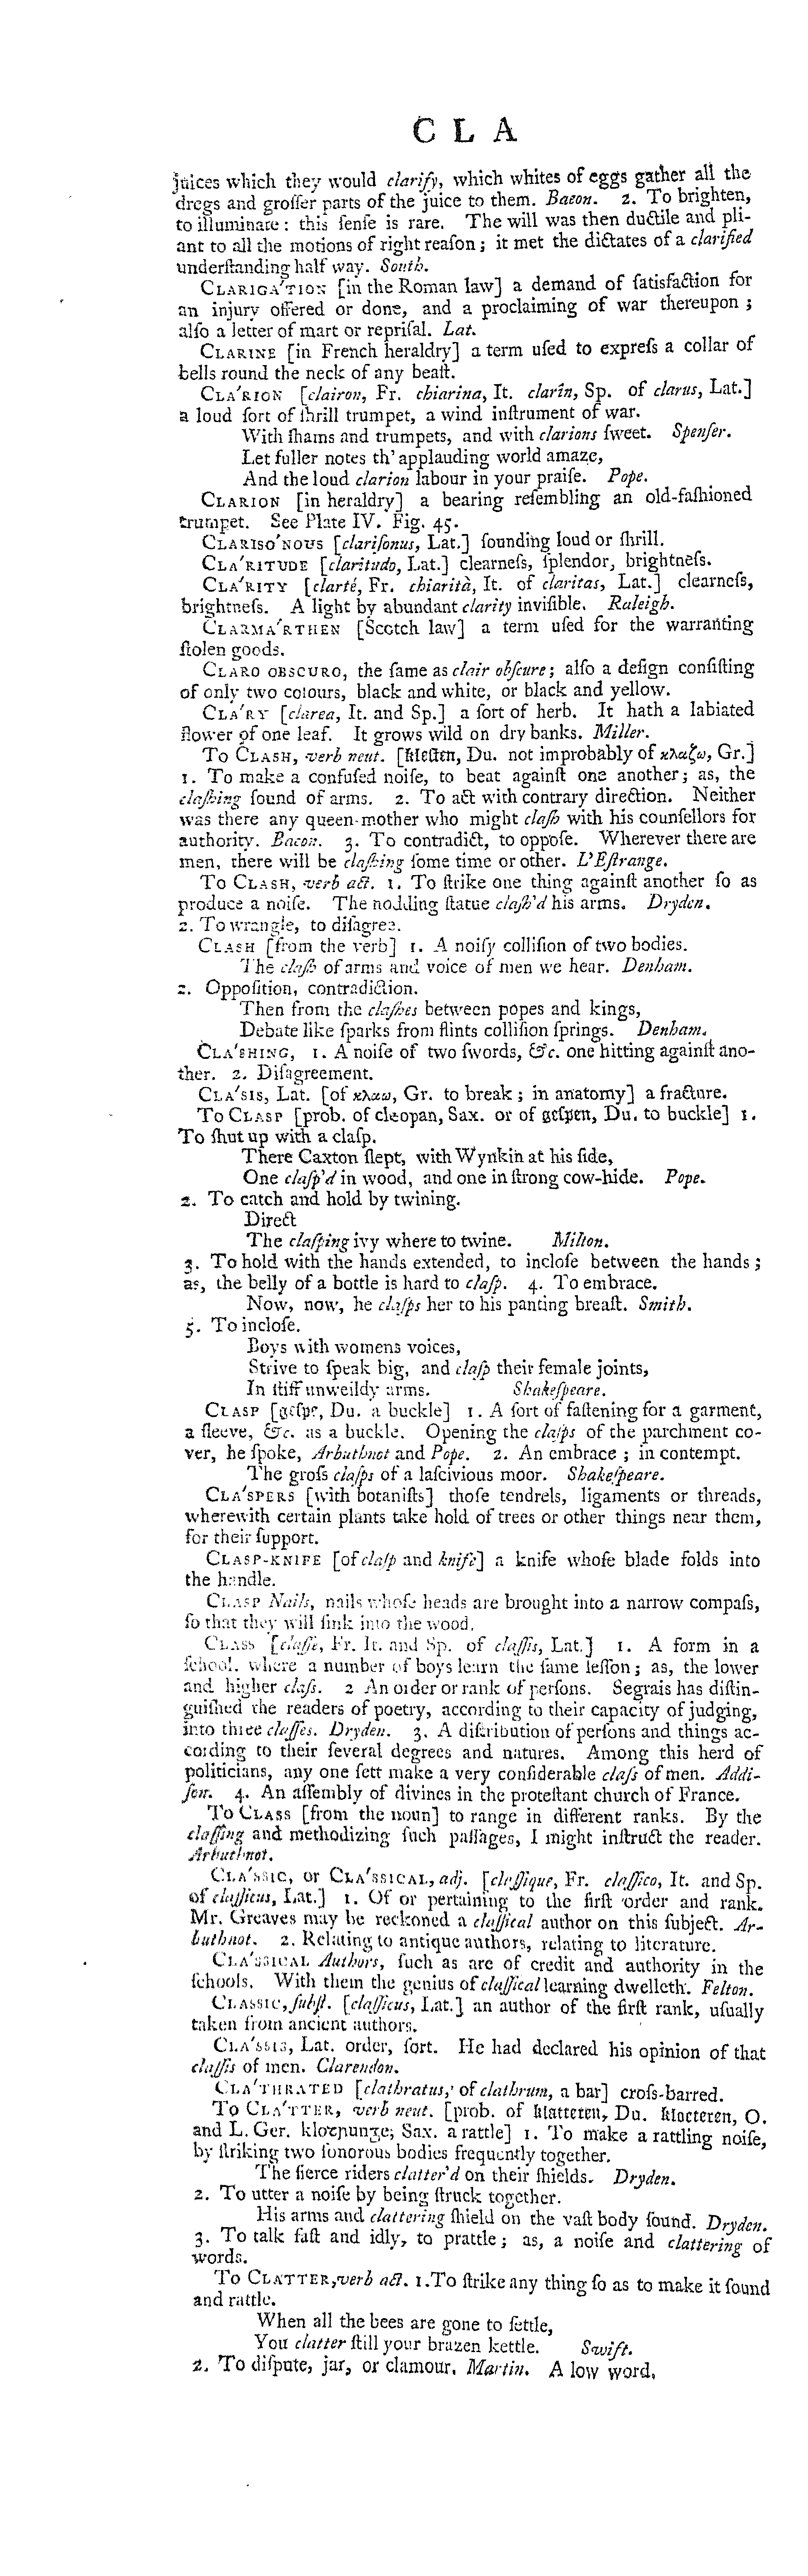 C L A
juices which they would clarify, which whites of eggs gather all the
dregs and groſſer parts of the juice to them. Bacon. 2. To brighten,
to illuminate: this ſenſe is rare. The will was then ductile and pli-
ant to all the motions of right reaſon; it met the dictates of a clarified
underſtanding half way. South.
CLARIGA′TION [in the Roman law] a demand of ſatisfaction for
an injury offered or done, and a proclaiming of war thereupon;
alſo a letter of mart or repriſal. Lat.
CLARINE [in French heraldry] a term uſed to expreſs a collar of
bells round the neck of any beaſt.
CLA′RION [clairon, Fr. chiarina, It. clarîn, Sp. of clarus, Lat.]
a loud ſort of ſhrill trumpet, a wind inſtrument of war.
With ſhams and trumpets, and with clarions ſweet. Spenſer.
Let fuller notes th' applauding world amaze,
And the loud clarion labour in your praiſe. Pope.
CLARION [in heraldry] a bearing reſembling an old-faſhioned
trumpet. See Plate IV. Fig. 45.
CLARISO′NOUS [clariſonus, Lat.] ſounding loud or ſhrill.
CLA′RITUDE [claritudo, Lat.] clearneſs, ſplendor, brightneſs.
CLA′RITY [clarté, Fr. chiarità, It. of claritas, Lat.] clearneſs,
brightneſs. A light by abundant clarity inviſible. Raleigh.
CLARMA′RTHEN [Scotch law] a term uſed for the warranting
ſtolen goods.
CLARO OBSCURO, the ſame as clair obſcure; alſo a deſign conſiſting
of only two colours, black and white, or black and yellow.
CLA′RY [clarea, It. and Sp.] a ſort of herb. It hath a labiated
flower of one leaf. It grows wild on dry banks. Miller.
To CLASH, verb neut. [kletſen, Du. not improbably of κλαζω, Gr.]
1. To make a confuſed noiſe, to beat againſt one another; as, the
claſhing ſound of arms. 2. To act with contrary direction. Neither
was there any queen-mother who might claſh with his counſellors for
authority. Bacon. 3. To contradict, to oppoſe. Wherever there are
men, there will be claſhing ſome time or other. L'Eſtrange.
To CLASH, verb act. 1. To ſtrike one thing againſt another ſo as
produce a noiſe. The nodding ſtatue claſh'd his arms. Dryden.
2. To wrangle, to diſagree.
CLASH [from the verb] 1. A noiſy colliſion of two bodies.
The claſh of arms and voice of men we hear. Denham.
2. Oppoſition, contradiction.
Then from the claſhes between popes and kings,
Debate like ſparks from flints colliſion ſprings. Denham.
CLA′SHING, 1. A noiſe of two ſwords, &c. one hitting againſt ano-
ther. 2. Diſagreement.
CLA′SIS, Lat. [of κλαω, Gr. to break; in anatomy] a fracture.
To CLASP [prob. of cleopan, Sax. or of geſpen, Du. to buckle] 1.
To ſhut up with a claſp.
There Caxton ſlept, with Wynkin at his ſide,
One claſp'd in wood, and one in ſtrong cow-hide. Pope.
2. To catch and hold by twining.
Direct
The claſping ivy where to twine. Milton.
3. To hold with the hands extended, to incloſe between the hands;
as, the belly of a bottle is hard to claſp. 4. To embrace.
Now, now, he claſps her to his panting breaſt. Smith.
5. To incloſe.
Boys with womens voices,
Strive to ſpeak big, and claſp their female joints,
In ſtiff unweildy arms. Shakeſpeare.
CLASP [geſpe, Du. a buckle] 1. A ſort of faſtening for a garment,
a ſleeve, &c. as a buckle. Opening the claſps of the parchment co-
ver, he ſpoke, Arbuthnot and Pope. 2. An embrace; in contempt.
The groſs claſps of a laſcivious moor. Shakeſpeare.
CLA′SPERS [with botaniſts] thoſe tendrels, ligaments or threads,
wherewith certain plants take hold of trees or other things near them,
for their ſupport.
CLASP-KNIFE [of claſp and knife] a knife whoſe blade folds into
the handle.
CLASP Nails, nails whoſe heads are brought into a narrow compaſs,
ſo that they will ſink into the wood.
CLASS [claſſe, Fr. It. and Sp. of claſſis, Lat.] 1. A form in a
ſchool. where a number of boys learn the ſame leſſon; as, the lower
and higher claſs. 2 An order or rank of perſons. Segrais has diſtin-
guiſhed the readers of poetry, according to their capacity of judging,
into three claſſes. Dryden. 3. A diſtribution of perſons and things ac-
cording to their ſeveral degrees and natures. Among this herd of
politicians, any one ſett make a very conſiderable claſs of men. Addi-
ſon. 4. An aſſembly of divines in the proteſtant church of France.
To CLASS [from the noun] to range in different ranks. By the
claſſing and methodizing ſuch paſſages, I might inſtruct the reader.
Arbuthnot.
CLA′SSIC, or CLA′SSICAL, adj. [claſſique, Fr. claſſico, It. and Sp.
of claſſicus, Lat.] 1. Of or pertaining to the firſt order and rank.
Mr. Greaves may be reckoned a claſſical author on this ſubject. Ar-
buthnot. 2. Relating to antique authors, relating to literature.
CLA′SSICAL Authors, ſuch as are of credit and authority in the
ſchools. With them the genius of claſſical learning dwelleth. Felton.
CLASSIC, ſubſt. [claſſicus, Lat.] an author of the firſt rank, uſually
taken from ancient authors.
CLA′SSIS, Lat. order, ſort. He had declared his opinion of that
claſſis of men. Clarendon.
CLA′THRATED [clathratus, of clathrum, a bar] croſs-barred.
To CLA′TTER, verb neut. [prob. of klatteren, Du. klocteren, O.
and L. Ger. Sax. a rattle] 1. To make a rattling noiſe,
by ſtriking two ſonorous bodies frequently together.
The fierce riders clatter'd on their ſhields. Dryden.
2. To utter a noiſe by being ſtruck together.
His arms and clattering ſhield on the vaſt body ſound. Dryden.
3. To talk faſt and idly, to prattle; as, a noiſe and clattering of
words.
To CLATTER, verb act. 1. To ſtrike any thing ſo as to make it ſound
and rattle.
When all the bees are gone to ſettle,
You clatter ſtill your brazen kettle. Swift.
2. To diſpute, jar, or clamour. Martin. A low word.